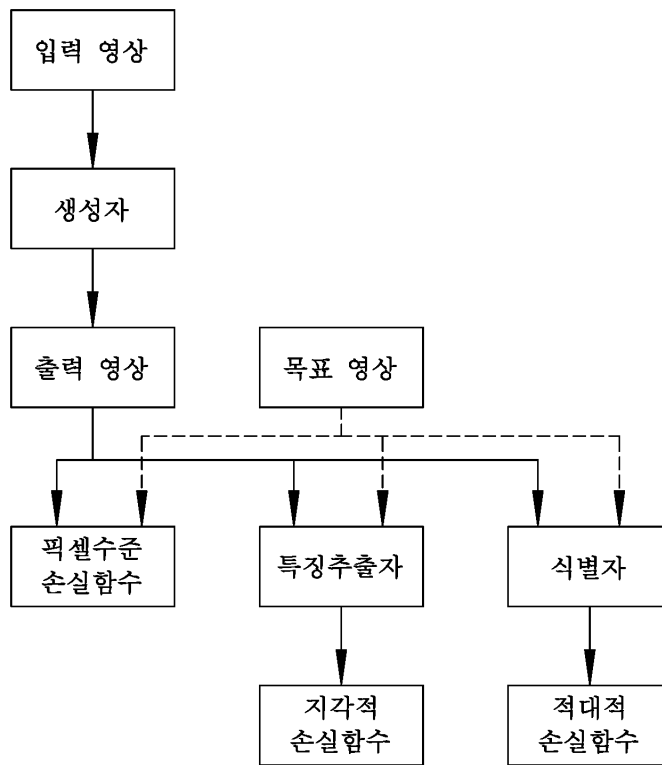 입력 영상
생성자
출력 영상
목표 영상
픽셀수준
손실함수
특징추출자
식별자
지각적
손실함수
적대적
손실함수